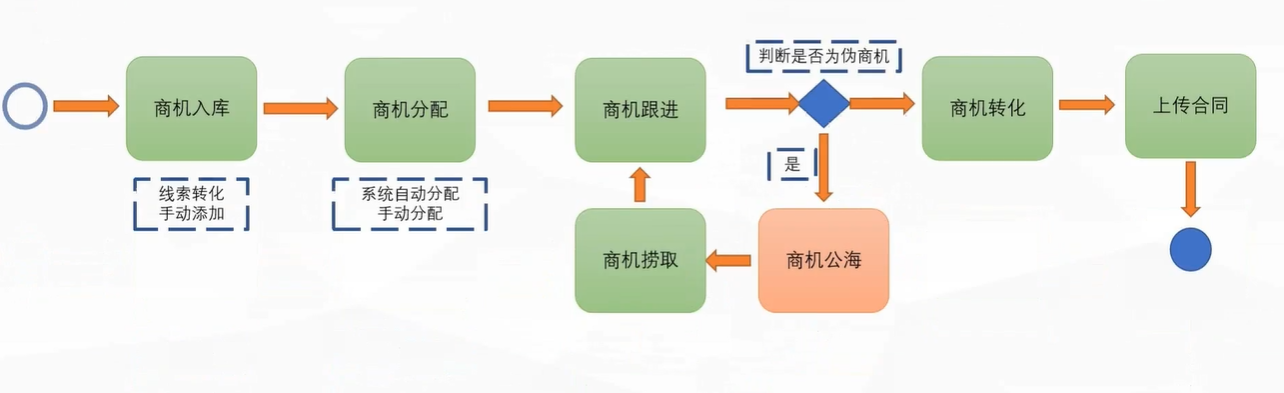 判断是否为伪商机
商机入库
商机分配
商机跟进
商机转化
上传合同
线索转化
手动添加
系统自动分配
手动分配
是
商机捞取
商机公海